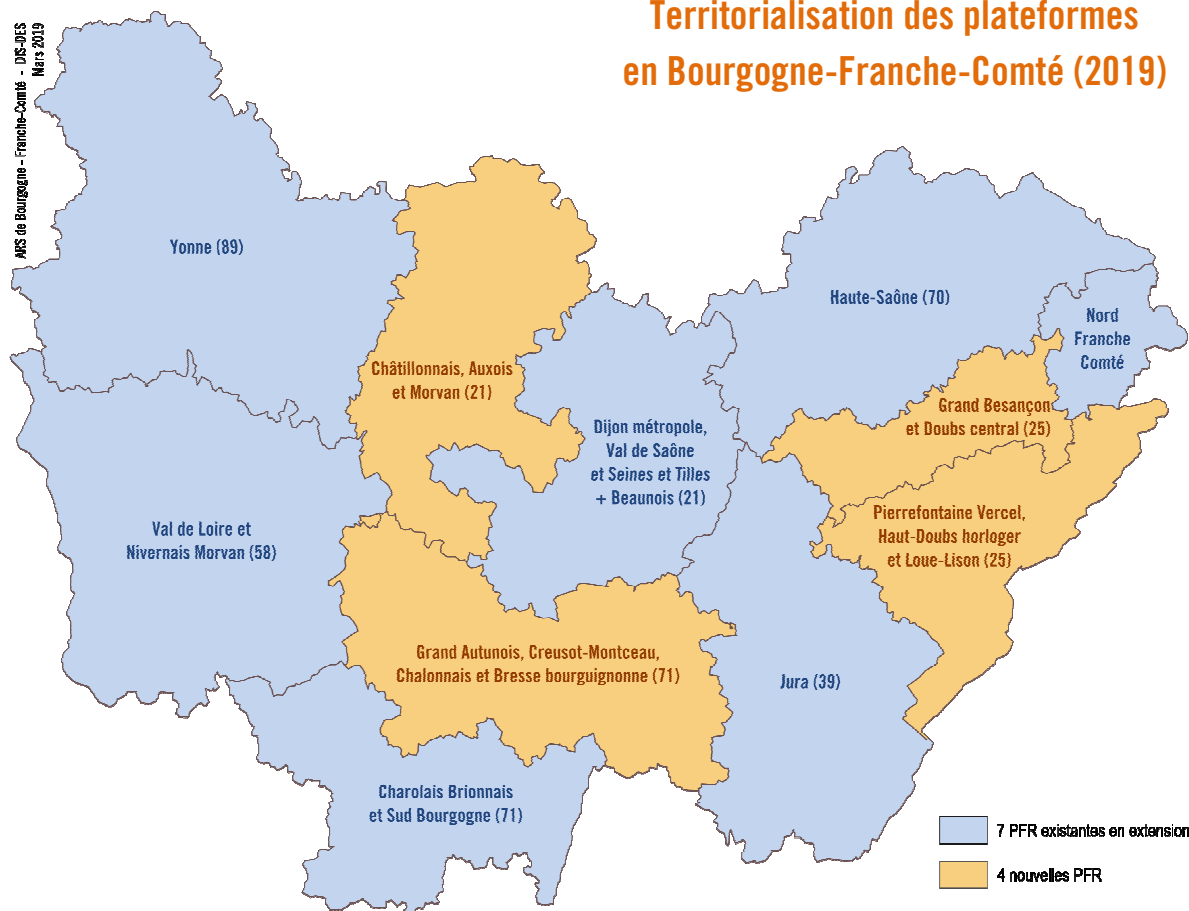 Territorialisation des plateformes
en Bourgogne-Franche-Comté (2019)
ARS de Bourgogne - Franche-Comté - DIS-DES
Mars 2019
Yonne (89)
Haute-Saône (70)
Nord
Franche
Comté
Châtillonnais, Auxois
et Morvan (21)
Grand Besançon
et Doubs central (25)
Dijon métropole,
Val de Saône
et Seines et Tilles
+ Beaunois (21)
Pierrefontaine Vercel,
Haut-Doubs horloger
et Loue-Lison (25)
Val de Loire et
Nivernais Morvan (58)
Grand Autunois, Creusot-Montceau,
Chalonnais et Bresse bourguignonne (71)
Jura (39)
Charolais Brionnais
et Sud Bourgogne (71)
7 PFR existantes en extension
4 nouvelles PFR